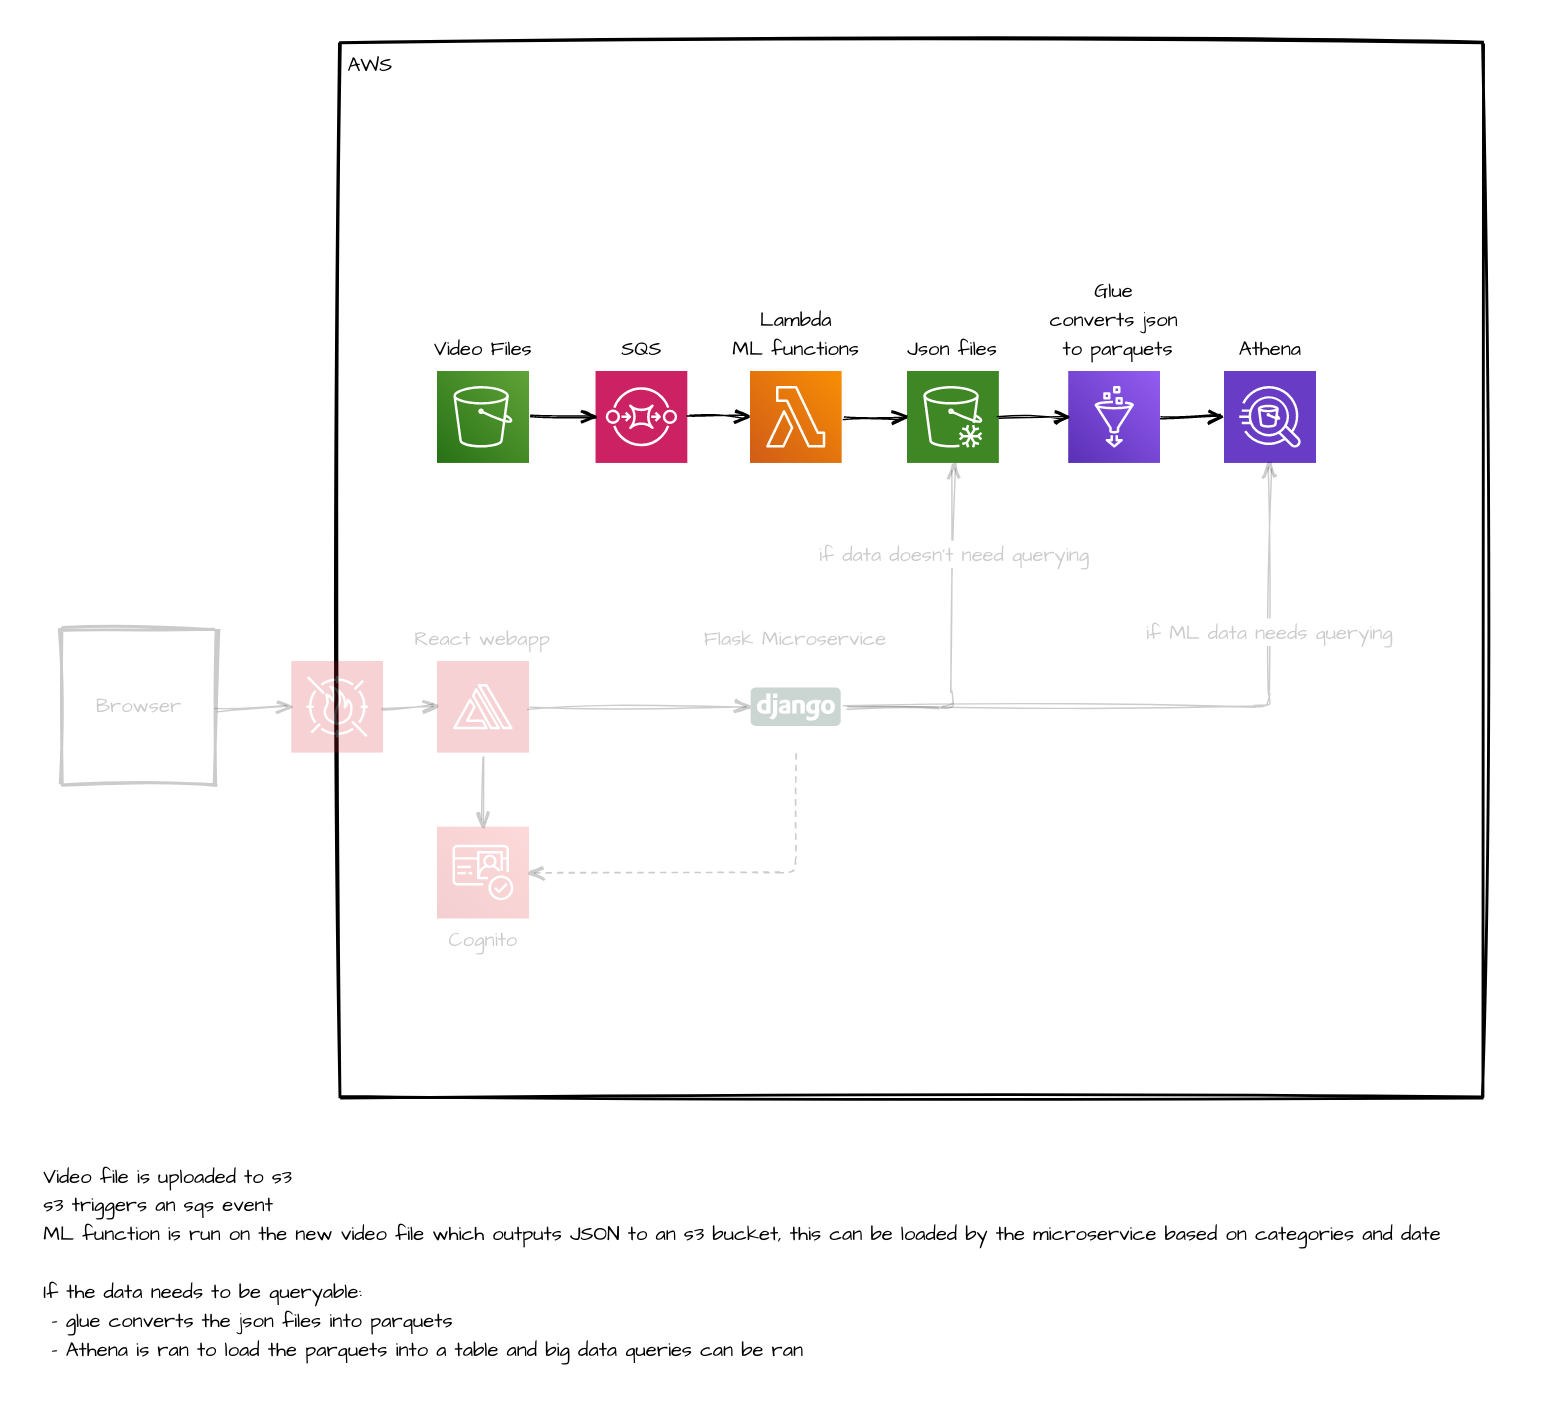 AWS
Glue
Lambda
converts json
Video Files
SQS
ML functions
Json files
to parquets
Athena
if data doesn't need querying
if ML data needs querying
React webapp
Flask Microservice
Browser
django
Cognito
Video file is uploaded to s3
s3 triggers an sqs event
ML function is run on the new video file which outputs JSON to an s3 bucket, this can be loaded by the microservice based on categories and date
If the data needs to be queryable:
- glue converts the json files into parquets
- Athena is ran to load the parquets into a table and big data queries can be ran